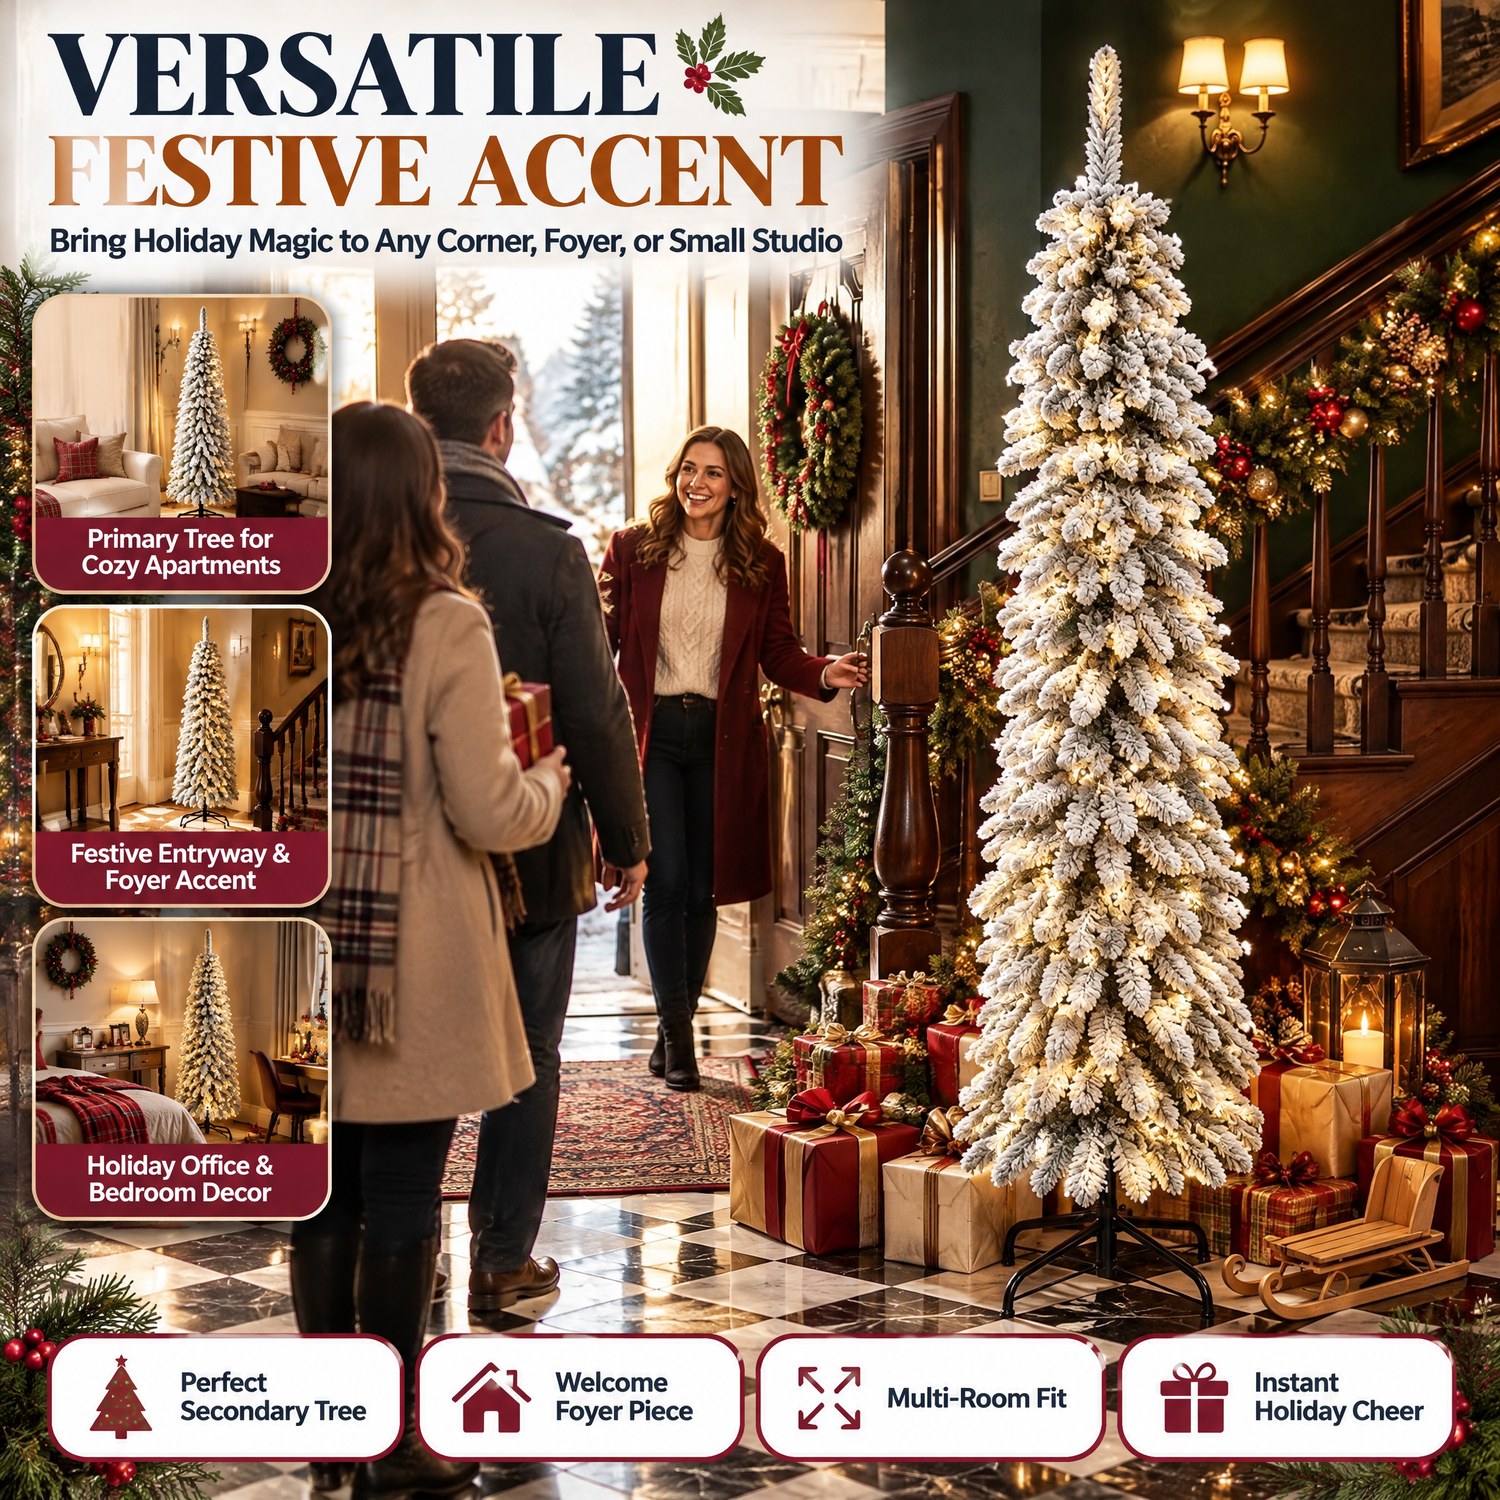 VERSATILE
FESTIVE ACCENT
Bring Holiday Magic to Any Corner, Foyer, or Small Studio
Primary Tree for
Cozy Apartments
Festive Entryway &
Foyer Accent
Holiday Office &
Bedroom Decor
Perfect
Secondary Tree
Welcome
Foyer Piece
Multi-Room Fit
Instant
Holiday Cheer